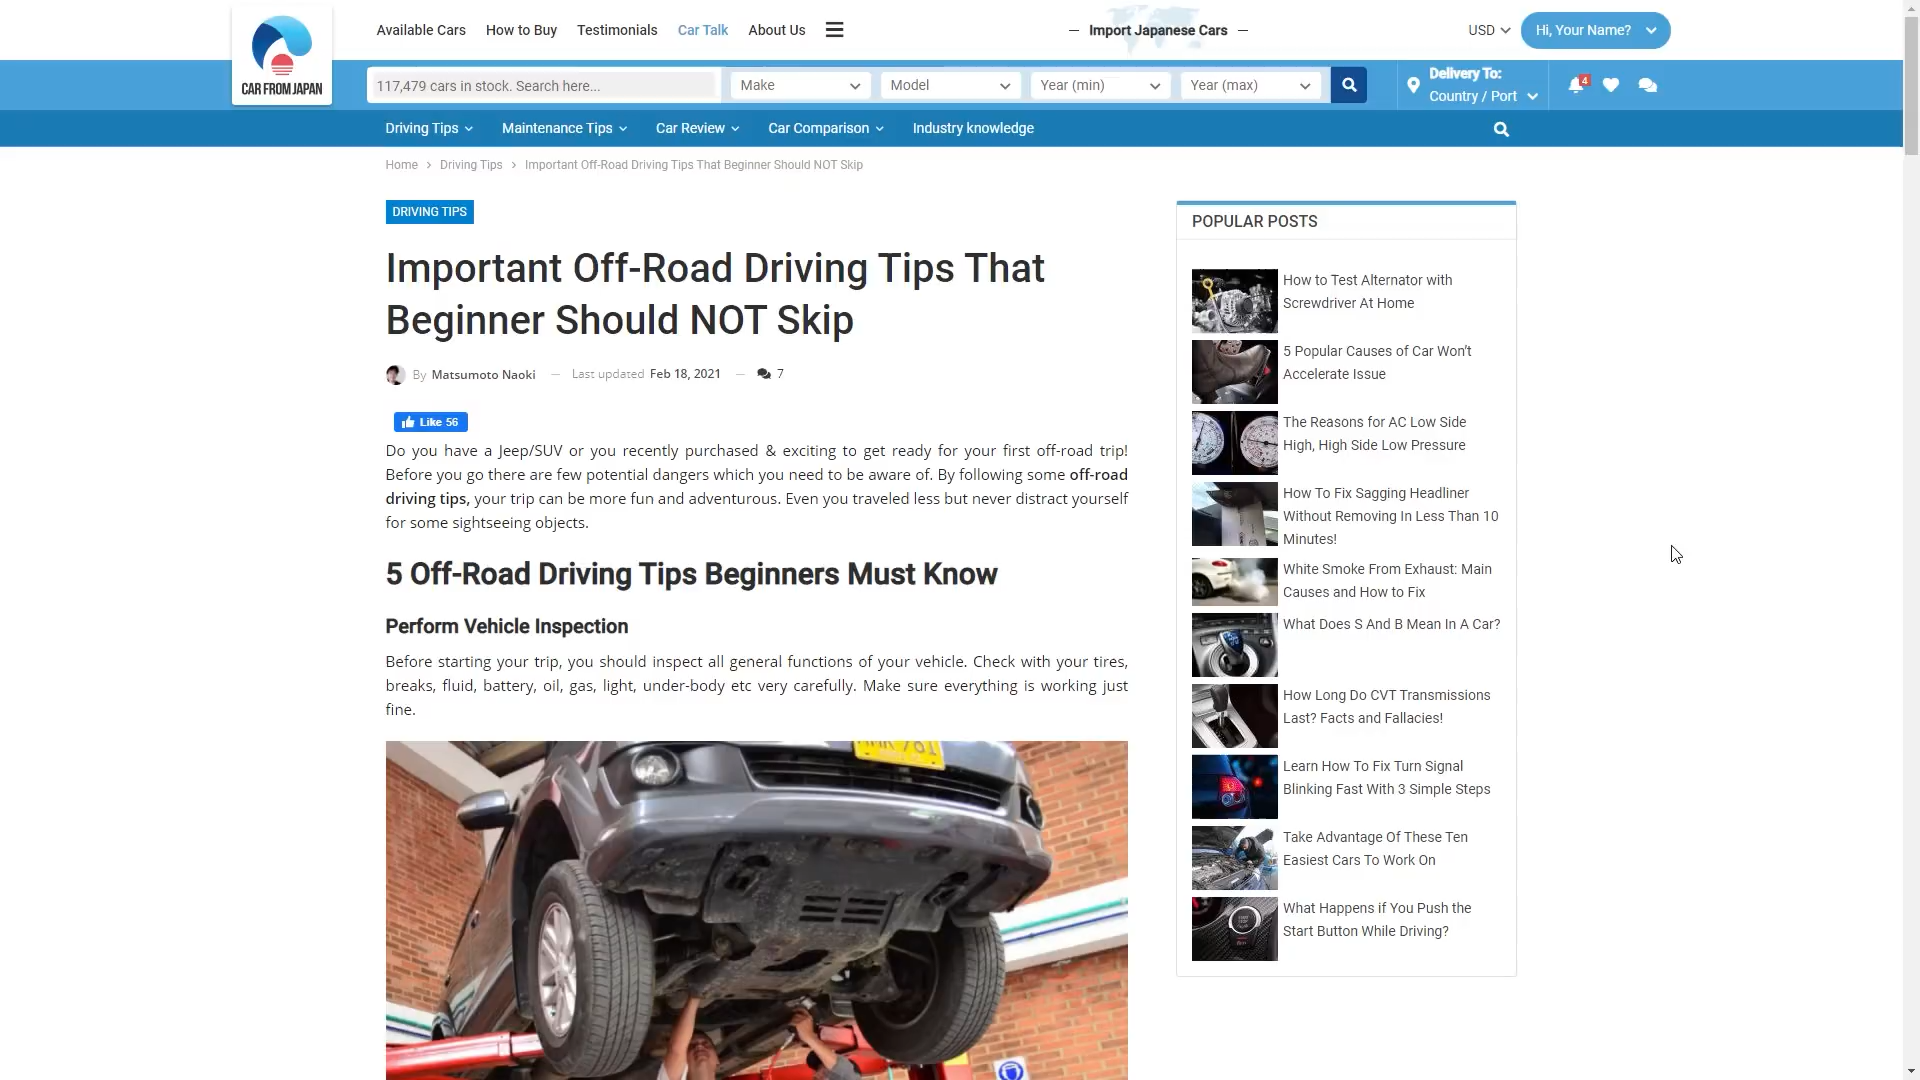 Available Cars How to Buy Testimonials Car Talk About Us
Import Japanese Cars
USD Hi, Your Name?
CAR FROM JAPAN
117,479 cars in stock. Search here... Make Model Year (min) Year (max)
Delivery To:
Country / Port
4
Driving Tips Maintenance Tips Car Review Car Comparison Industry knowledge
Home > Driving Tips > Important Off-Road Driving Tips That Beginner Should NOT Skip
DRIVING TIPS
Important Off-Road Driving Tips That
Beginner Should NOT Skip
By Matsumoto Naoki — Last updated Feb 18, 2021 — 7
Like 56
Do you have a Jeep/SUV or you recently purchased & exciting to get ready for your first off-road trip!
Before you go there are few potential dangers which you need to be aware of. By following some off-road
driving tips, your trip can be more fun and adventurous. Even you traveled less but never distract yourself
for some sightseeing objects.
5 Off-Road Driving Tips Beginners Must Know
Perform Vehicle Inspection
Before starting your trip, you should inspect all general functions of your vehicle. Check with your tires,
breaks, fluid, battery, oil, gas, light, under-body etc very carefully. Make sure everything is working just
fine.
POPULAR POSTS
How to Test Alternator with
Screwdriver At Home
5 Popular Causes of Car Won't
Accelerate Issue
The Reasons for AC Low Side
High, High Side Low Pressure
How To Fix Sagging Headliner
Without Removing In Less Than 10
Minutes!
White Smoke From Exhaust: Main
Causes and How to Fix
What Does S And B Mean In A Car?
How Long Do CVT Transmissions
Last? Facts and Fallacies!
Learn How To Fix Turn Signal
Blinking Fast With 3 Simple Steps
Take Advantage Of These Ten
Easiest Cars To Work On
What Happens if You Push the
Start Button While Driving?